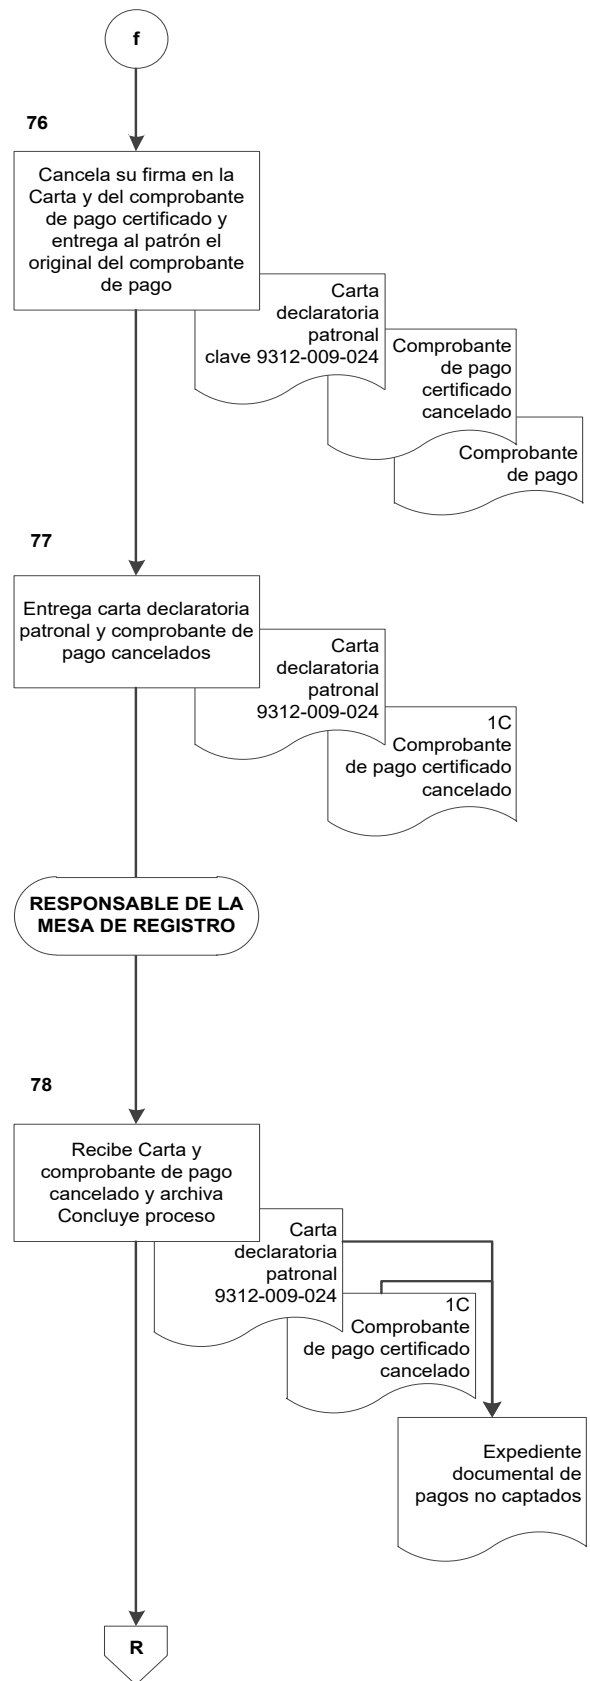 f
76
Cancela su firma en la
Carta y del comprobante
de pago certificado y
entrega al patrón el
original del comprobante
de pago
Carta
declaratoria
patronal
clave 9312-009-024
Comprobante
de pago
certificado
cancelado
Comprobante
de pago
77
Entrega carta declaratoria
patronal y comprobante de
pago cancelados
Carta
declaratoria
patronal
9312-009-024
1C
Comprobante
de pago certificado
cancelado
RESPONSABLE DE LA
MESA DE REGISTRO
78
Recibe Carta y
comprobante de pago
cancelado y archiva
Concluye proceso
Carta
declaratoria
patronal
9312-009-024
1C
Comprobante
de pago certificado
cancelado
Expediente
documental de
pagos no captados
R